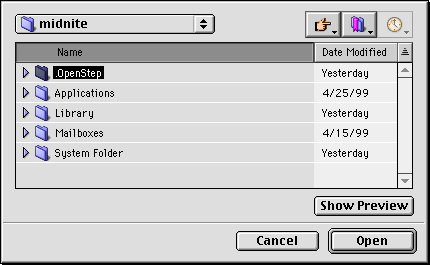 midnite
Name Date Modified
.OpenStep Yesterday
Applications 4/25/99
Library Yesterday
Mailboxes 4/15/99
System Folder Yesterday
Show Preview
Cancel Open